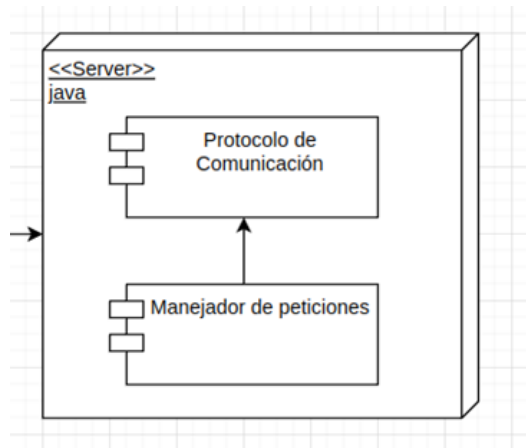 <<Server>>
java
Protocolo de
Comunicación
Manejador de peticiones